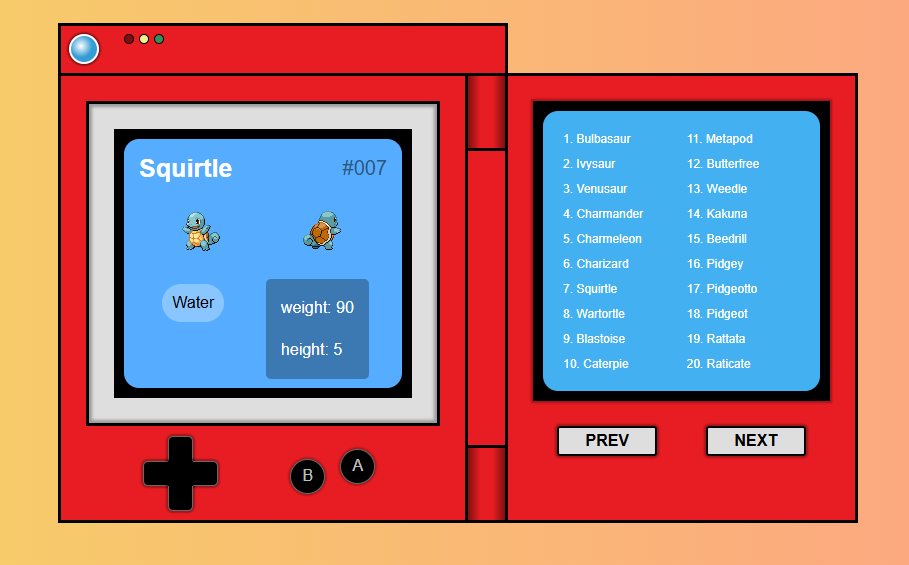 Squirtle #007
Water
weight: 90
height: 5
B
A
1. Bulbasaur
2. Ivysaur
3. Venusaur
4. Charmander
5. Charmeleon
6. Charizard
7. Squirtle
8. Wartortle
9. Blastoise
10. Caterpie
11. Metapod
12. Butterfree
13. Weedle
14. Kakuna
15. Beedrill
16. Pidgey
17. Pidgeotto
18. Pidgeot
19. Rattata
20. Raticate
PREV
NEXT